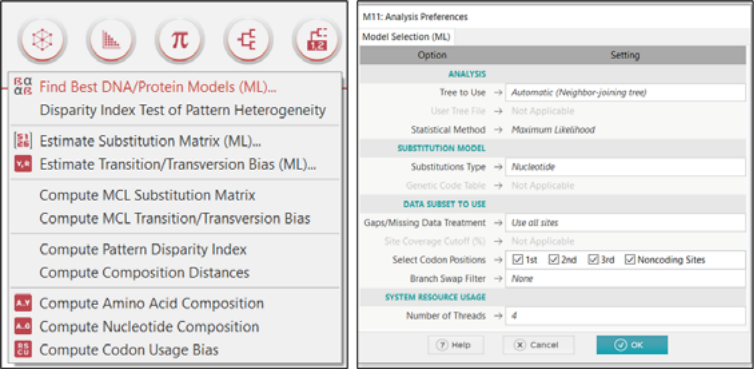 1,2
βα
αβ
Find Best DNA/Protein Models (ML)...
Disparity Index Test of Pattern Heterogeneity
Estimate Substitution Matrix (ML)...
Y,R
Estimate Transition/Transversion Bias (ML)...
Compute MCL Substitution Matrix
Compute MCL Transition/Transversion Bias
Compute Pattern Disparity Index
Compute Composition Distances
A.Y
Compute Amino Acid Composition
A.G
Compute Nucleotide Composition
RS
CU
Compute Codon Usage Bias
M11: Analysis Preferences
Model Selection (ML)
Option Setting
ANALYSIS
Tree to Use → Automatic (Neighbor-joining tree)
User Tree File → Not Applicable
Statistical Method → Maximum Likelihood
SUBSTITUTION MODEL
Substitutions Type → Nucleotide
Genetic Code Table → Not Applicable
DATA SUBSET TO USE
Gaps/Missing Data Treatment → Use all sites
Site Coverage Cutoff (%) → Not Applicable
Select Codon Positions → ☑ 1st ☑ 2nd ☑ 3rd ☑ Noncoding Sites
Branch Swap Filter → None
SYSTEM RESOURCE USAGE
Number of Threads → 4
? Help
Cancel
OK